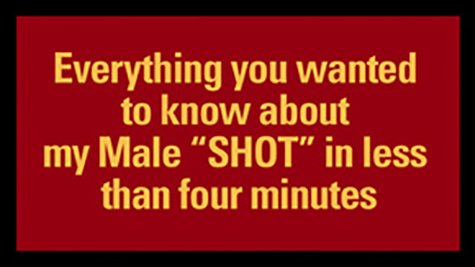 Everything you wanted
to know about
my Male “SHOT” in less
than four minutes